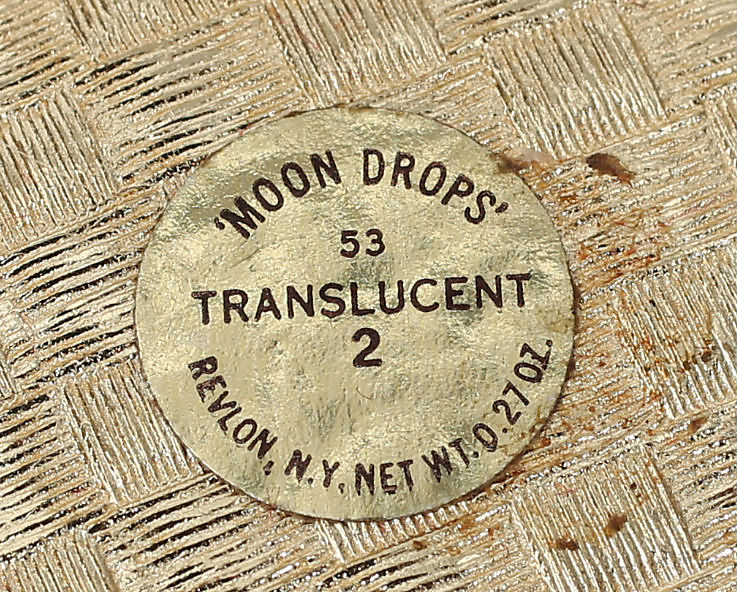 'MOON DROPS'
53
TRANSLUCENT
2
REVLON, N.Y. NET WT. 0.27 OZ.